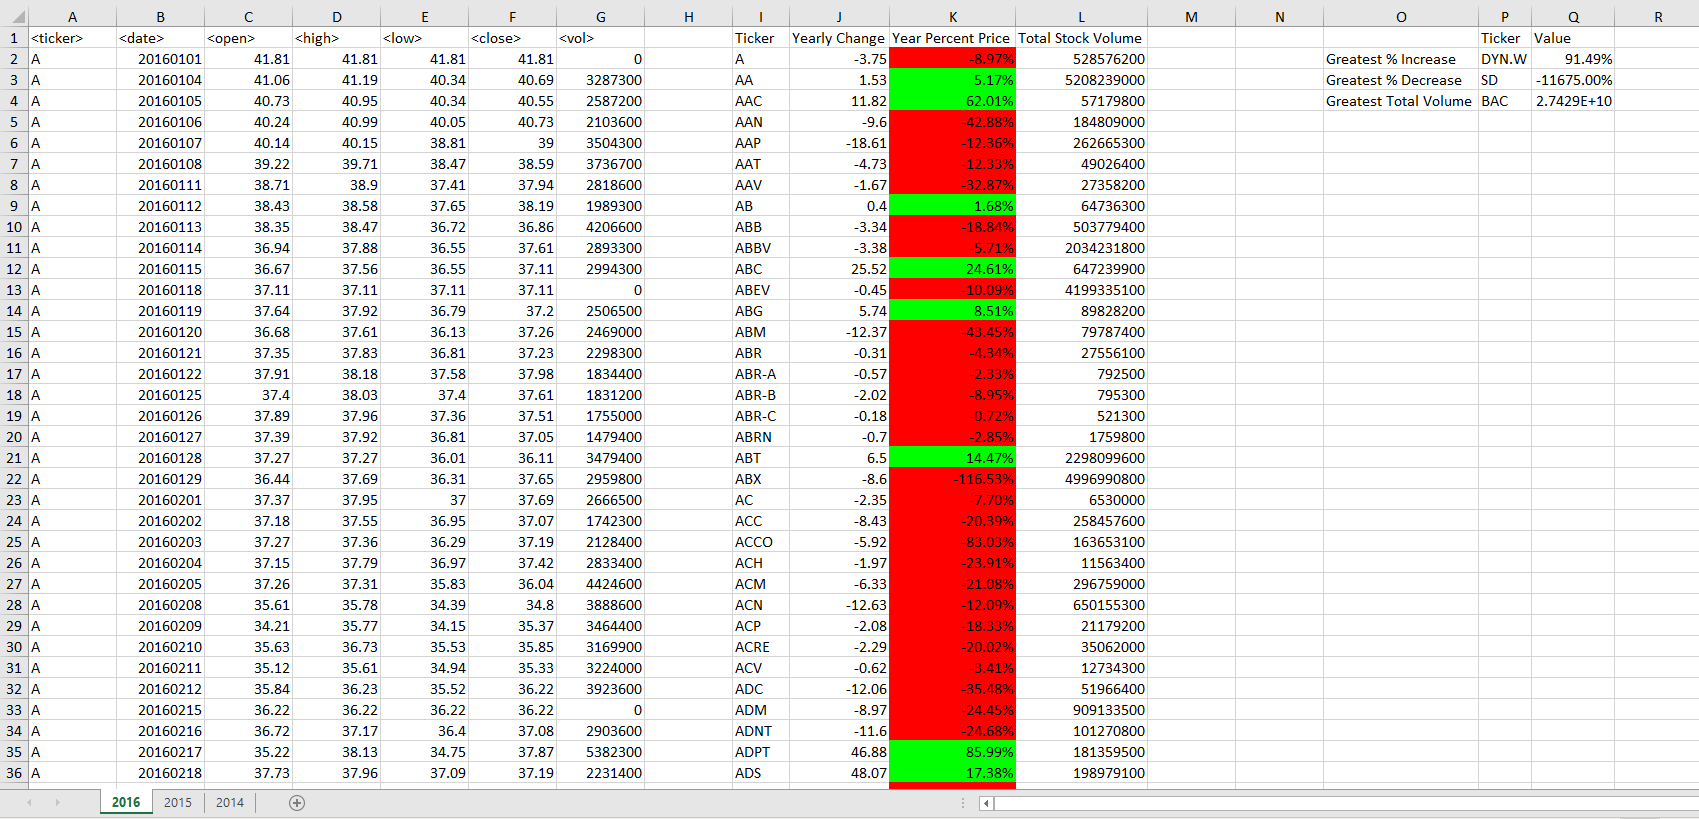 A B C D E F G H I J K L M N O P Q R
1 <ticker> <date> <open> <high> <low> <close> <vol> Ticker Yearly Change Year Percent Price Total Stock Volume Ticker Value
2 A 20160101 41.81 41.81 41.81 41.81 0 A -3.75 -8.97% 528576200 Greatest % Increase DYN.W 91.49%
3 A 20160104 41.06 41.19 40.34 40.69 3287300 AA 1.53 5.17% 5208239000 Greatest % Decrease SD -11675.00%
4 A 20160105 40.73 40.95 40.34 40.55 2587200 AAC 11.82 62.01% 57179800 Greatest Total Volume BAC 2.7429E+10
5 A 20160106 40.24 40.99 40.05 40.73 2103600 AAN -9.6 -42.88% 184809000
6 A 20160107 40.14 40.15 38.81 39 3504300 AAP -18.61 -12.36% 262665300
7 A 20160108 39.22 39.71 38.47 38.59 3736700 AAT -4.73 -12.33% 49026400
8 A 20160111 38.71 38.9 37.41 37.94 2818600 AAV -1.67 -32.87% 27358200
9 A 20160112 38.43 38.58 37.65 38.19 1989300 AB 0.4 1.68% 64736300
10 A 20160113 38.35 38.47 36.72 36.86 4206600 ABB -3.34 -18.84% 503779400
11 A 20160114 36.94 37.88 36.55 37.61 2893300 ABBV -3.38 -5.71% 2034231800
12 A 20160115 36.67 37.56 36.55 37.11 2994300 ABC 25.52 24.61% 647239900
13 A 20160118 37.11 37.11 37.11 37.11 0 ABEV -0.45 -10.09% 4199335100
14 A 20160119 37.64 37.92 36.79 37.2 2506500 ABG 5.74 8.51% 89828200
15 A 20160120 36.68 37.61 36.13 37.26 2469000 ABM -12.37 -43.45% 79787400
16 A 20160121 37.35 37.83 36.81 37.23 2298300 ABR -0.31 -4.34% 27556100
17 A 20160122 37.91 38.18 37.58 37.98 1834400 ABR-A -0.57 -2.33% 792500
18 A 20160125 37.4 38.03 37.4 37.61 1831200 ABR-B -2.02 -8.95% 795300
19 A 20160126 37.89 37.96 37.36 37.51 1755000 ABR-C -0.18 -0.72% 521300
20 A 20160127 37.39 37.92 36.81 37.05 1479400 ABRN -0.7 -2.85% 1759800
21 A 20160128 37.27 37.27 36.01 36.11 3479400 ABT 6.5 14.47% 2298099600
22 A 20160129 36.44 37.69 36.31 37.65 2959800 ABX -8.6 -116.53% 4996990800
23 A 20160201 37.37 37.95 37 37.69 2666500 AC -2.35 -7.70% 6530000
24 A 20160202 37.18 37.55 36.95 37.07 1742300 ACC -8.43 -20.39% 258457600
25 A 20160203 37.27 37.36 36.29 37.19 2128400 ACCO -5.92 -83.03% 163653100
26 A 20160204 37.15 37.79 36.97 37.42 2833400 ACH -1.97 -23.91% 11563400
27 A 20160205 37.26 37.31 35.83 36.04 4424600 ACM -6.33 -21.08% 296759000
28 A 20160208 35.61 35.78 34.39 34.8 3888600 ACN -12.63 -12.09% 650155300
29 A 20160209 34.21 35.77 34.15 35.37 3464400 ACP -2.08 -18.33% 21179200
30 A 20160210 35.63 36.73 35.53 35.85 3169900 ACRE -2.29 -20.02% 35062000
31 A 20160211 35.12 35.61 34.94 35.33 3224000 ACV -0.62 -3.41% 12734300
32 A 20160212 35.84 36.23 35.52 36.22 3923600 ADC -12.06 -35.48% 51966400
33 A 20160215 36.22 36.22 36.22 36.22 0 ADM -8.97 -24.45% 909133500
34 A 20160216 36.72 37.17 36.4 37.08 2903600 ADNT -11.6 -24.68% 101270800
35 A 20160217 35.22 38.13 34.75 37.87 5382300 ADPT 46.88 85.99% 181359500
36 A 20160218 37.73 37.96 37.09 37.19 2231400 ADS 48.07 17.38% 198979100
2016 2015 2014